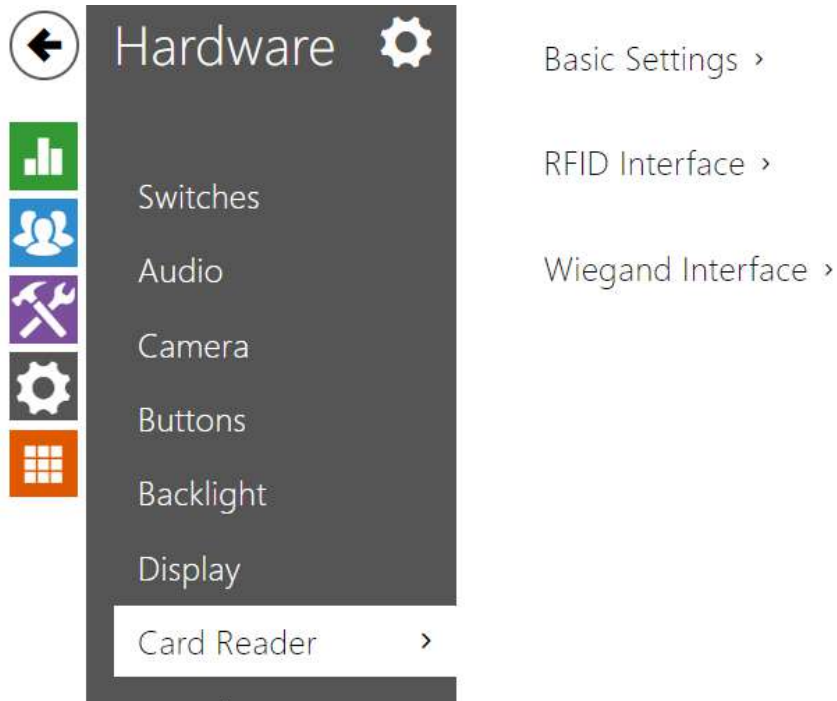 Hardware
Switches
Audio
Camera
Buttons
Backlight
Display
Card Reader
Basic Settings
RFID Interface
Wiegand Interface